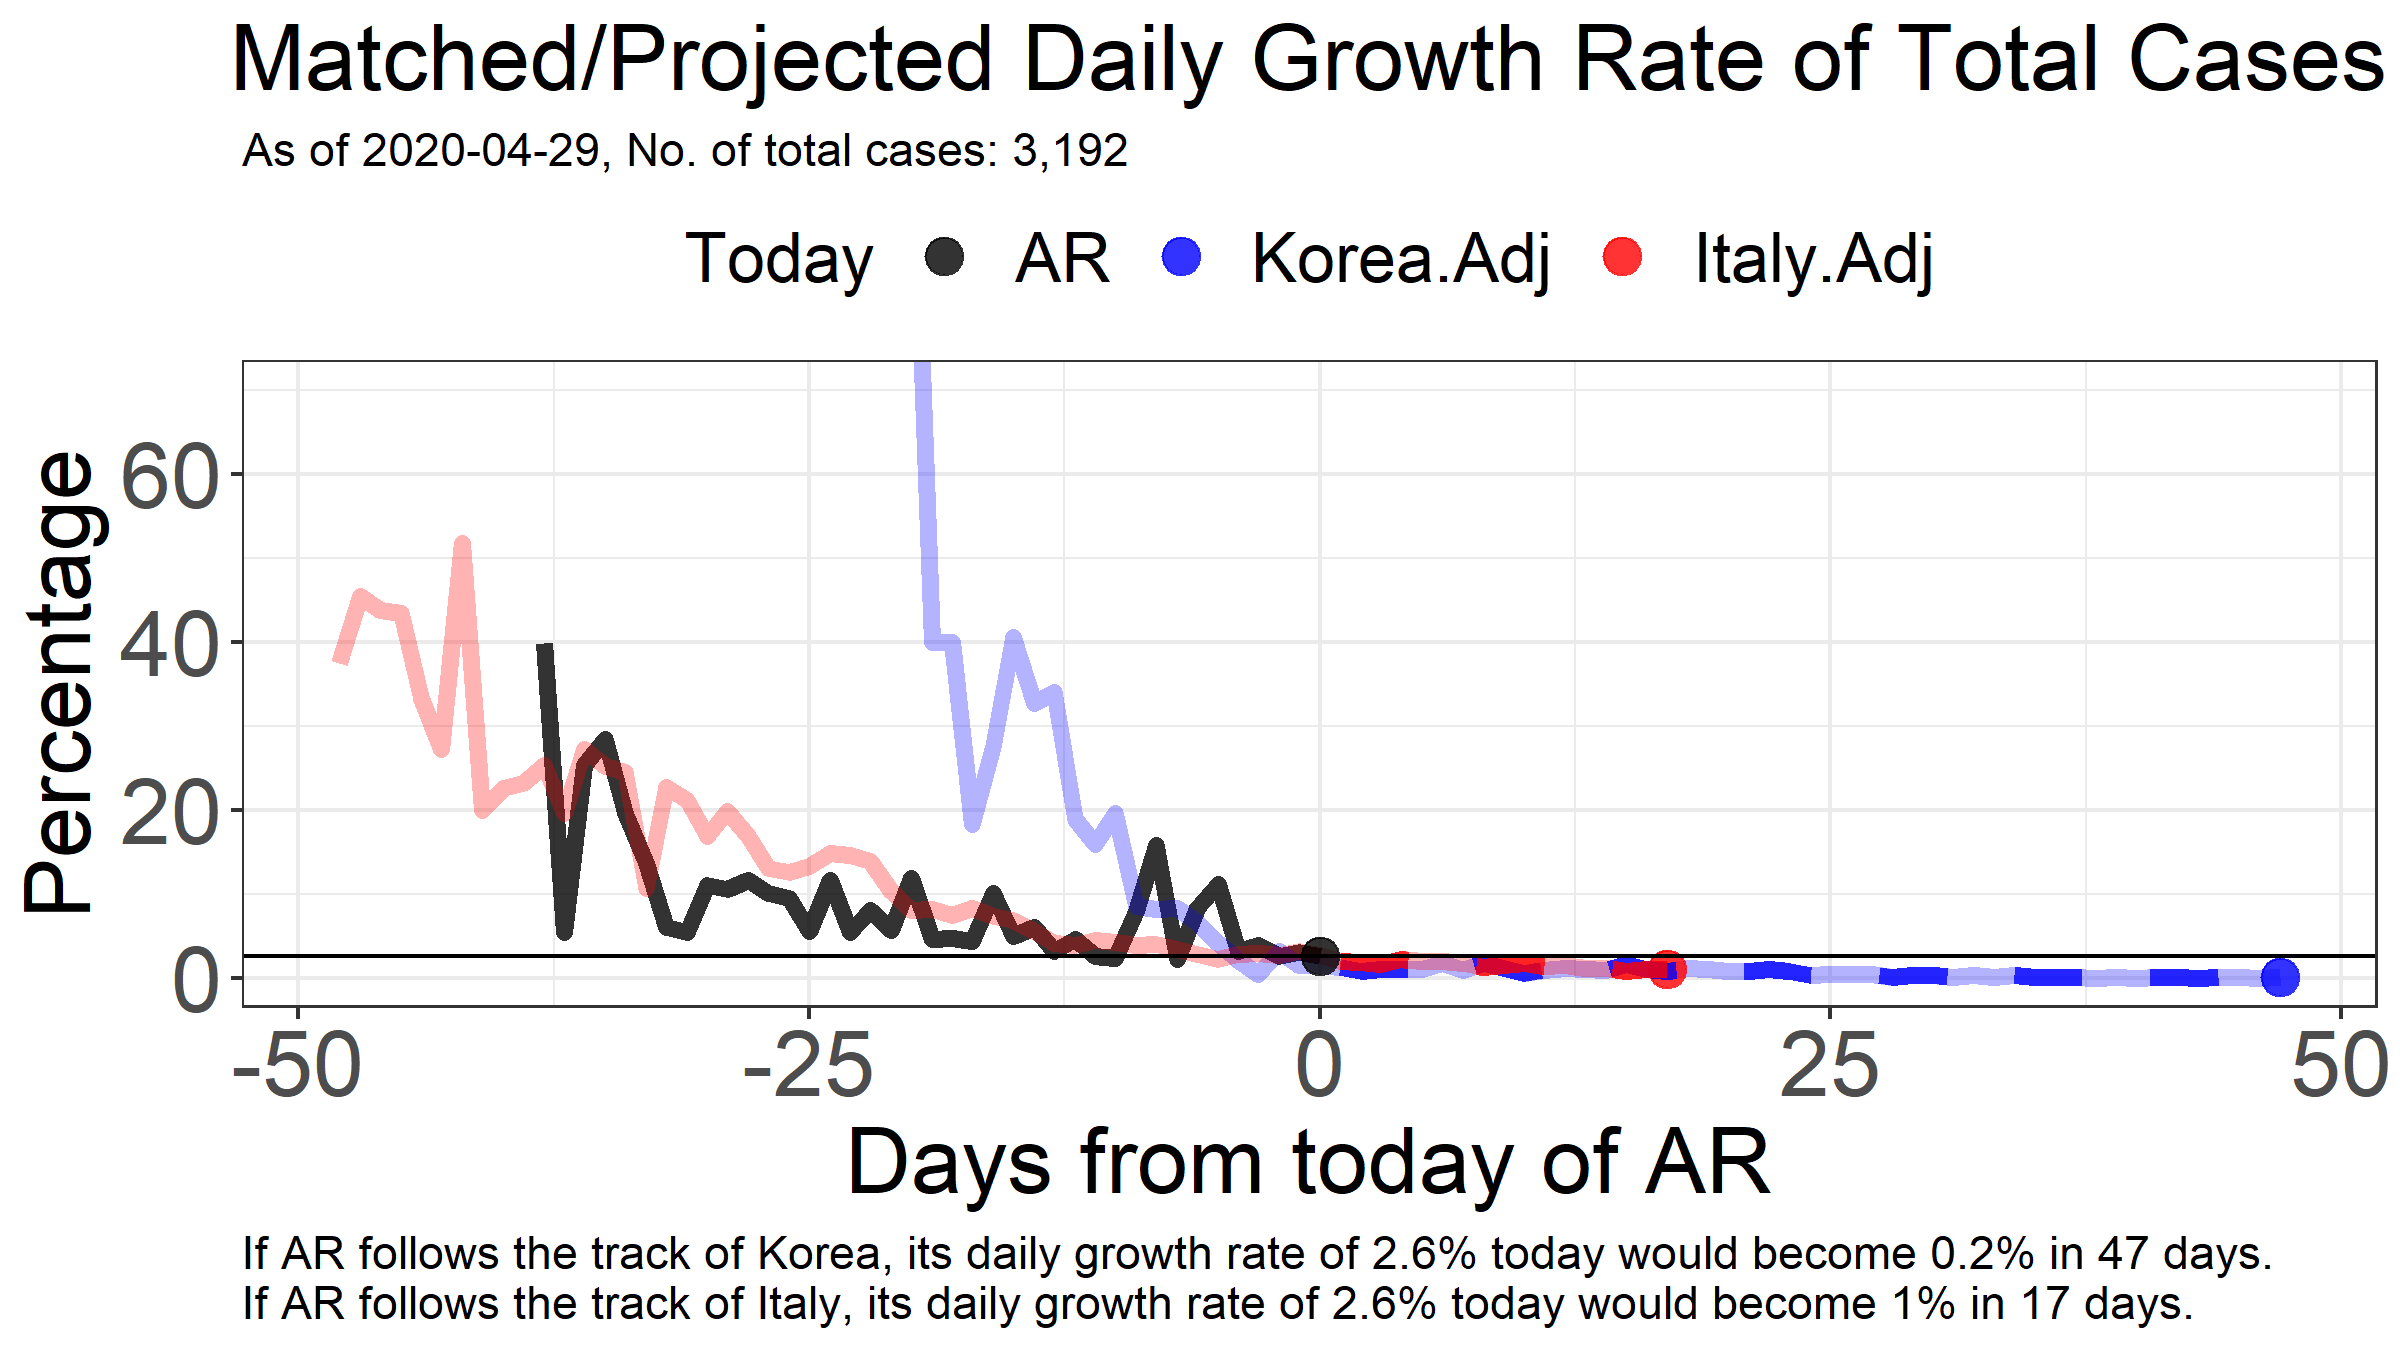 Matched/Projected Daily Growth Rate of Total Cases
As of 2020-04-29, No. of total cases: 3,192
Today AR Korea.Adj Italy.Adj
Percentage
60
40
20
0
-50 -25 0 25 50
Days from today of AR
If AR follows the track of Korea, its daily growth rate of 2.6% today would become 0.2% in 47 days.
If AR follows the track of Italy, its daily growth rate of 2.6% today would become 1% in 17 days.